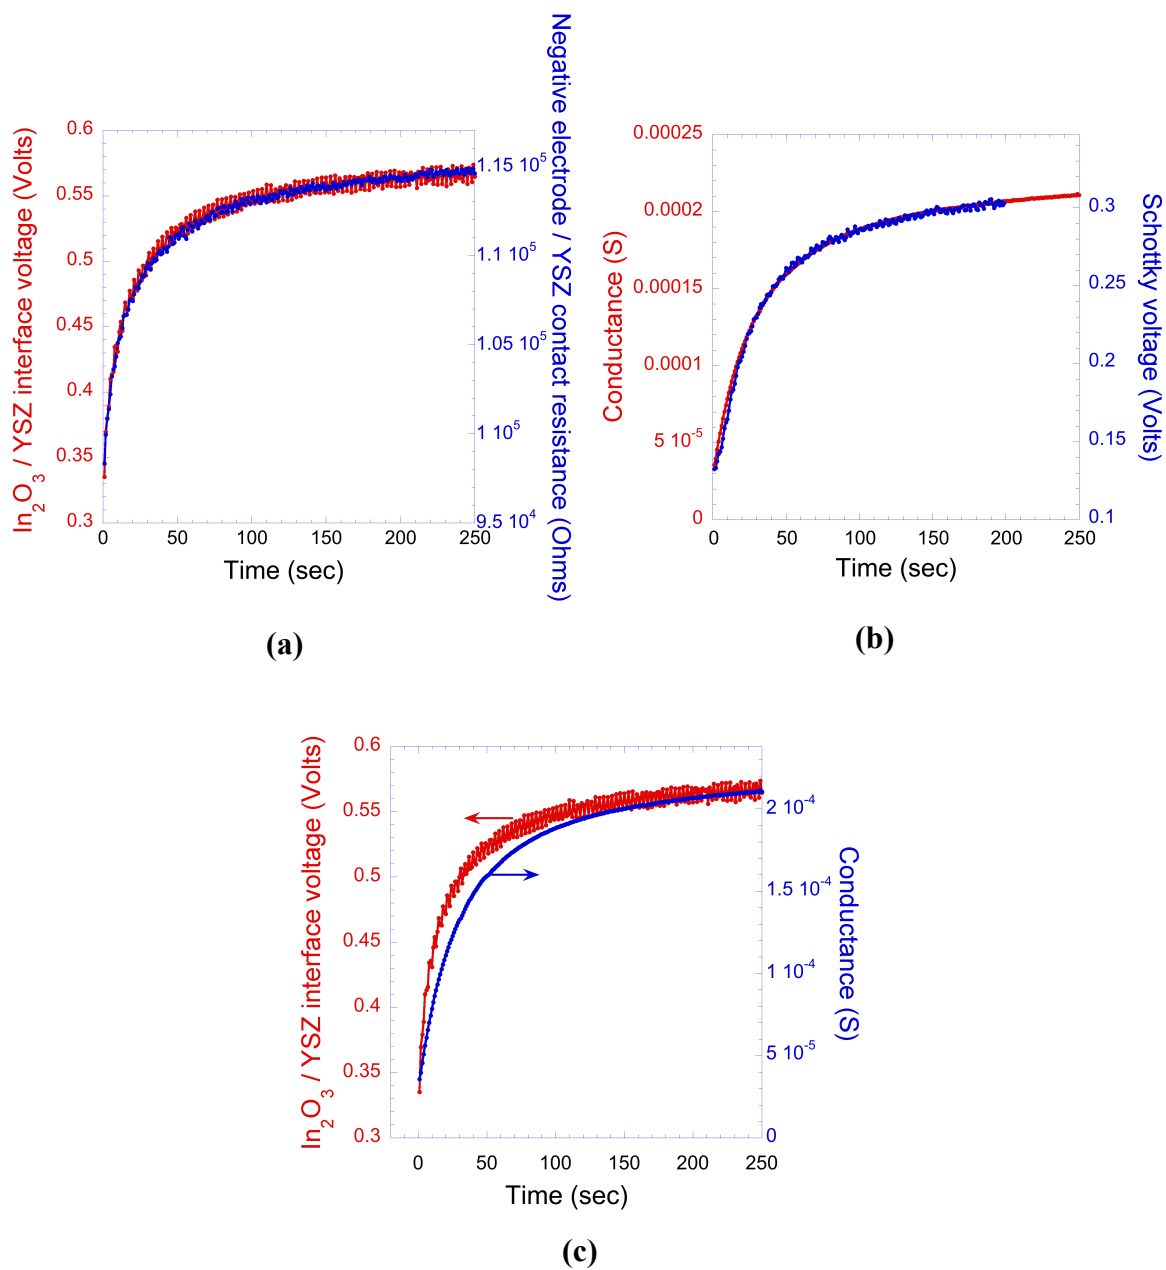 In2O3 / YSZ interface voltage (Volts)
0.6
0.55
0.5
0.45
0.4
0.35
0.3
0 50 100 150 200 250
Time (sec)
1.15 10^5
1.1 10^5
1.05 10^5
1 10^5
9.5 10^4
Negative electrode / YSZ contact resistance (Ohms)
(a)
Conductance (S)
0.00025
0.0002
0.00015
0.0001
5 10^-5
0
0 50 100 150 200 250
Time (sec)
0.3
0.25
0.2
0.15
0.1
Schottky voltage (Volts)
(b)
In2O3 / YSZ interface voltage (Volts)
0.6
0.55
0.5
0.45
0.4
0.35
0.3
0 50 100 150 200 250
Time (sec)
2 10^-4
1.5 10^-4
1 10^-4
5 10^-5
0
Conductance (S)
(c)